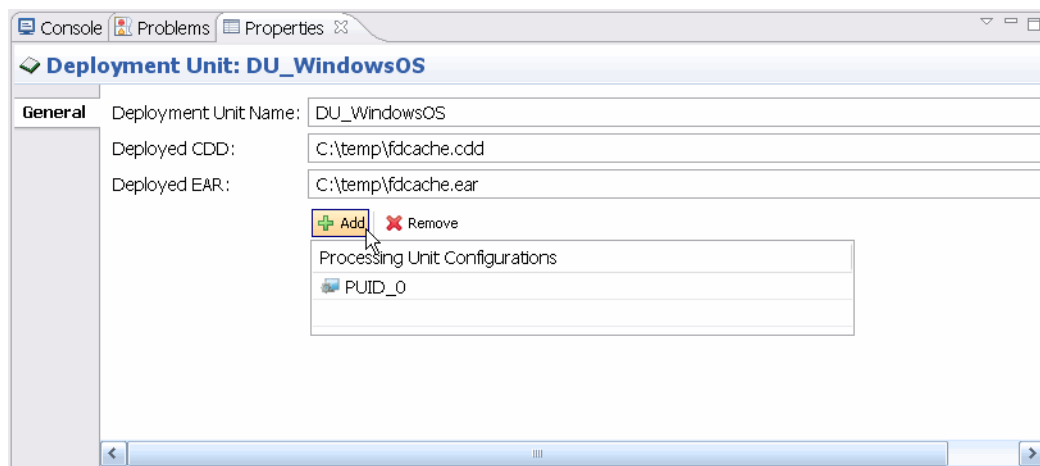 Console Problems Properties
Deployment Unit: DU_WindowsOS
General
Deployment Unit Name: DU_WindowsOS
Deployed CDD: C:\temp\fdcache.cdd
Deployed EAR: C:\temp\fdcache.ear
Add Remove
Processing Unit Configurations
PUID_0